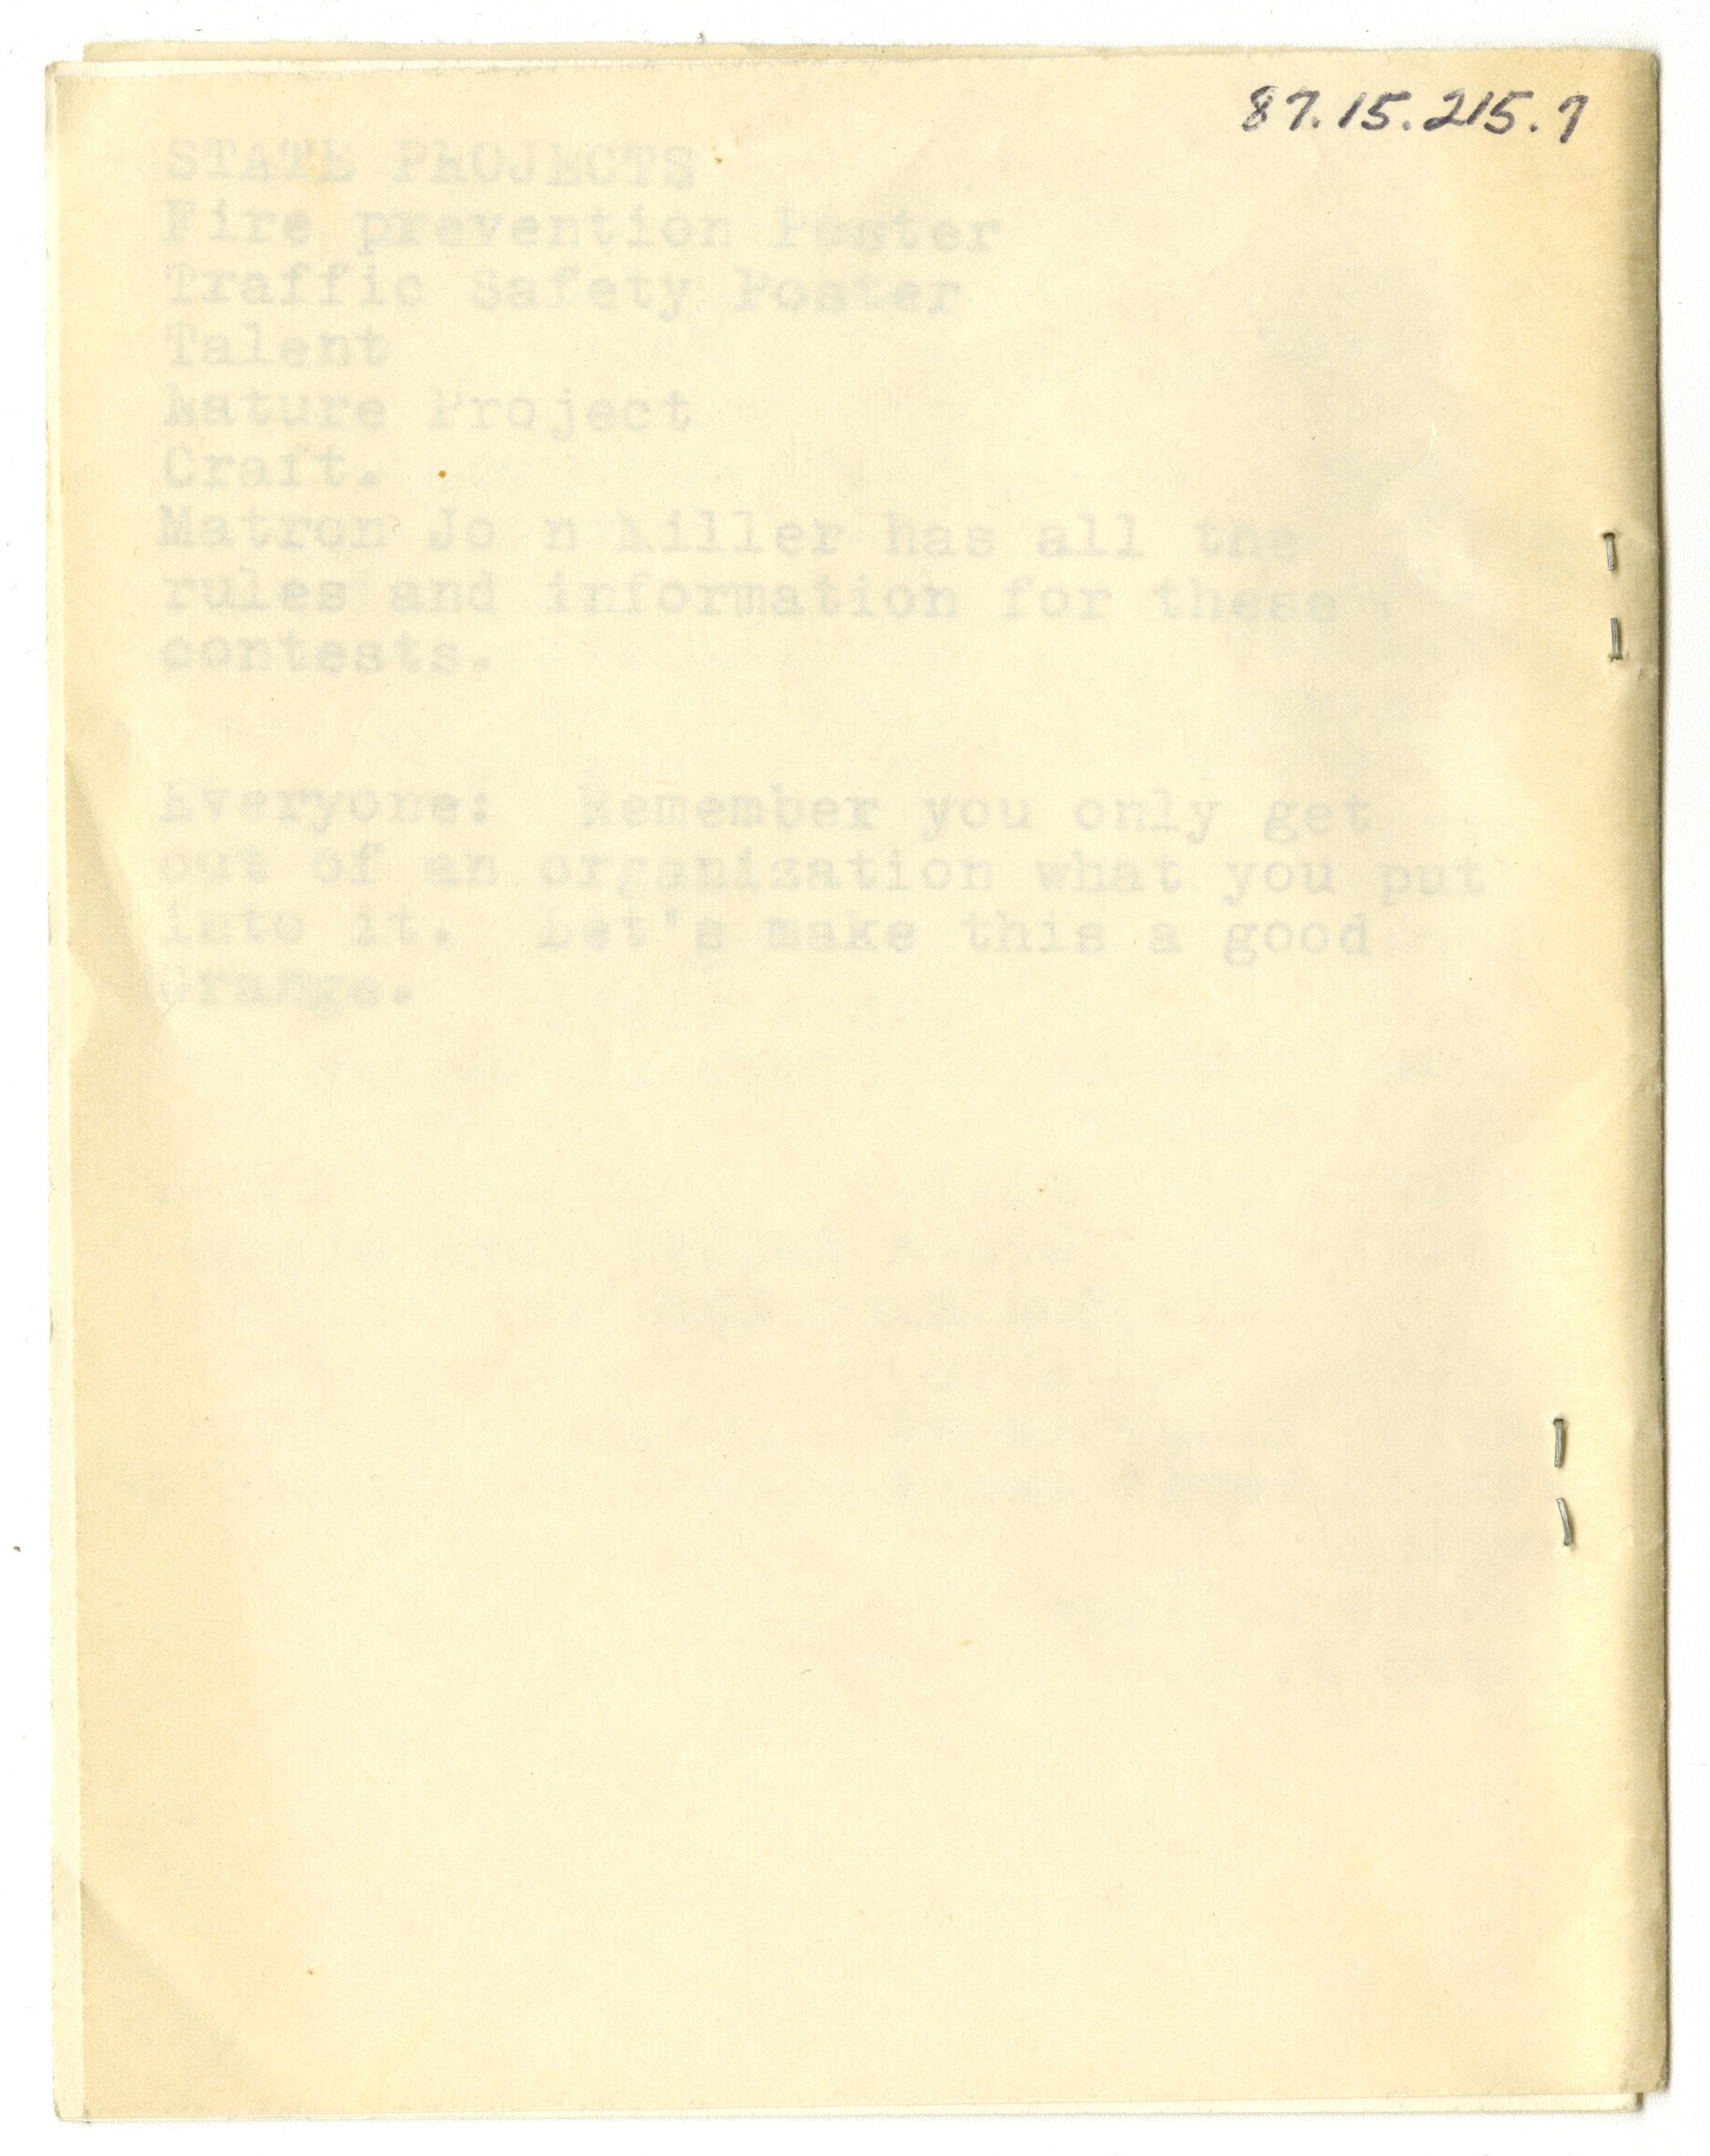 87.15.215.7
STATE PROJECTS
Fire prevention Poster
Traffic Safety Poster
Talent
Nature Project
Craft.
Matron Jo n Miller has all the
rules and information for these
contests.
Everyone: Remember you only get
out of an organization what you put
into it. Let's make this a good
Grange.